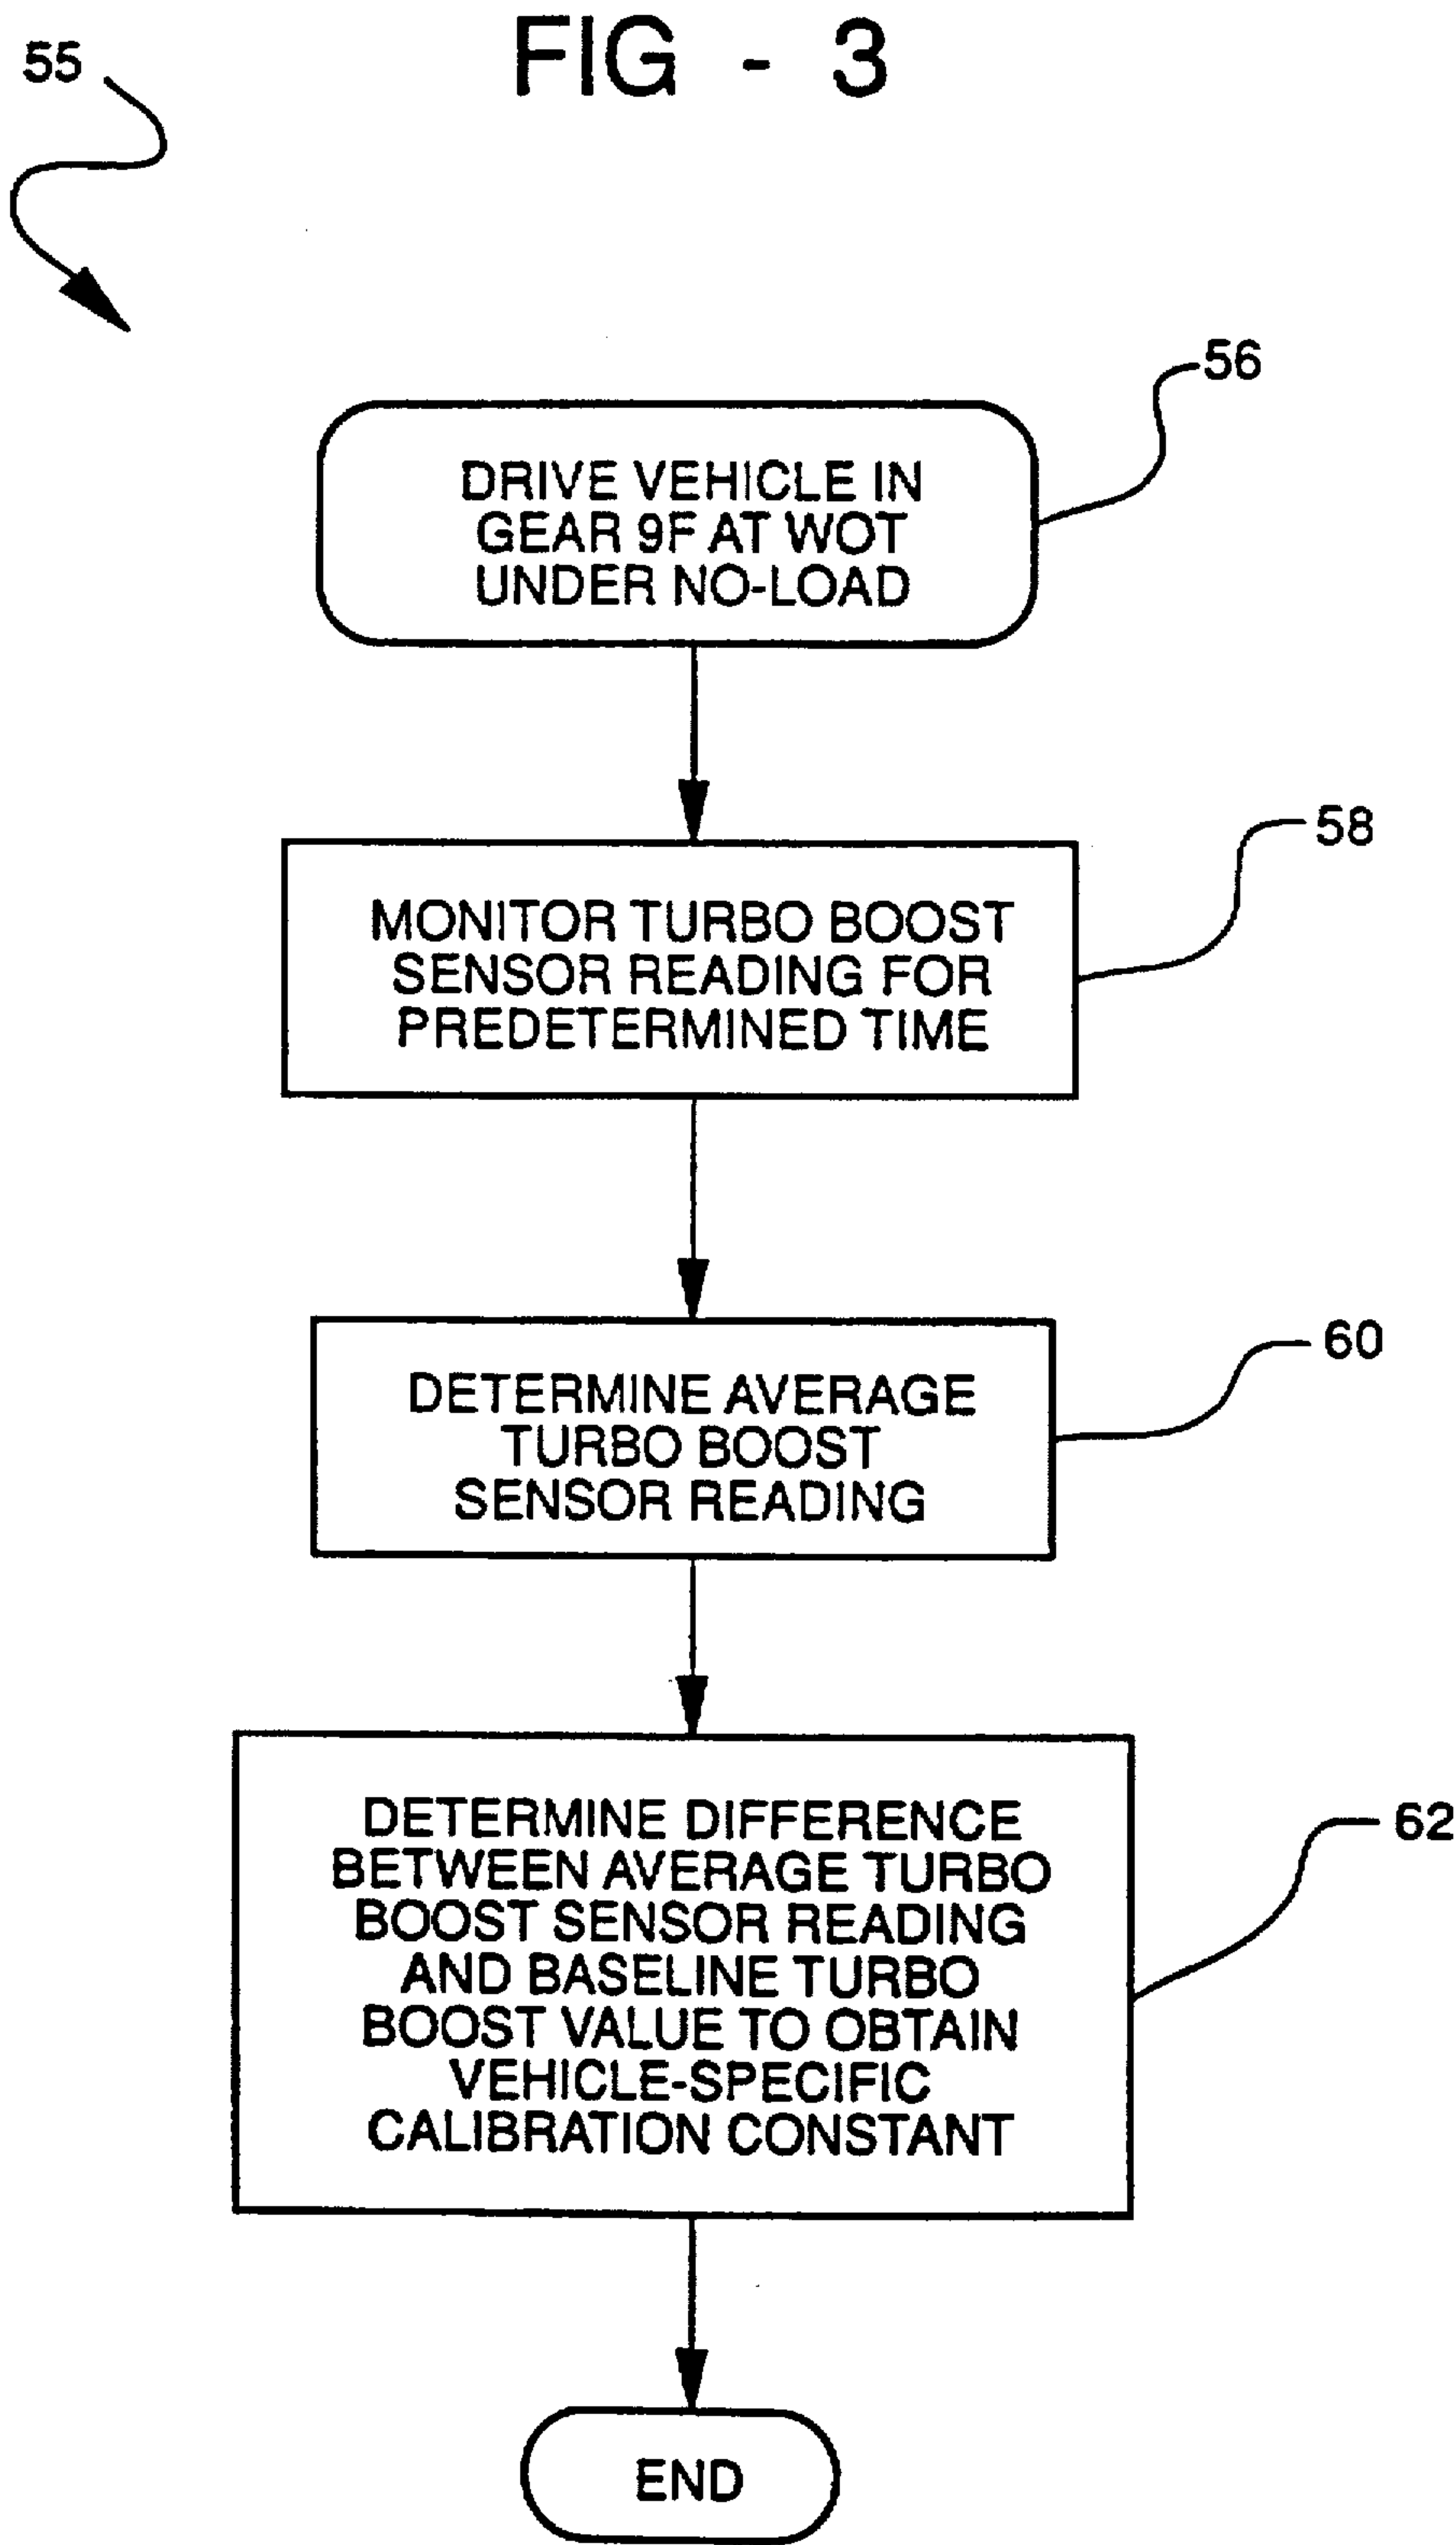 FIG - 3
55
56
DRIVE VEHICLE IN
GEAR 9F AT WOT
UNDER NO-LOAD
58
MONITOR TURBO BOOST
SENSOR READING FOR
PREDETERMINED TIME
60
DETERMINE AVERAGE
TURBO BOOST
SENSOR READING
62
DETERMINE DIFFERENCE
BETWEEN AVERAGE TURBO
BOOST SENSOR READING
AND BASELINE TURBO
BOOST VALUE TO OBTAIN
VEHICLE-SPECIFIC
CALIBRATION CONSTANT
END